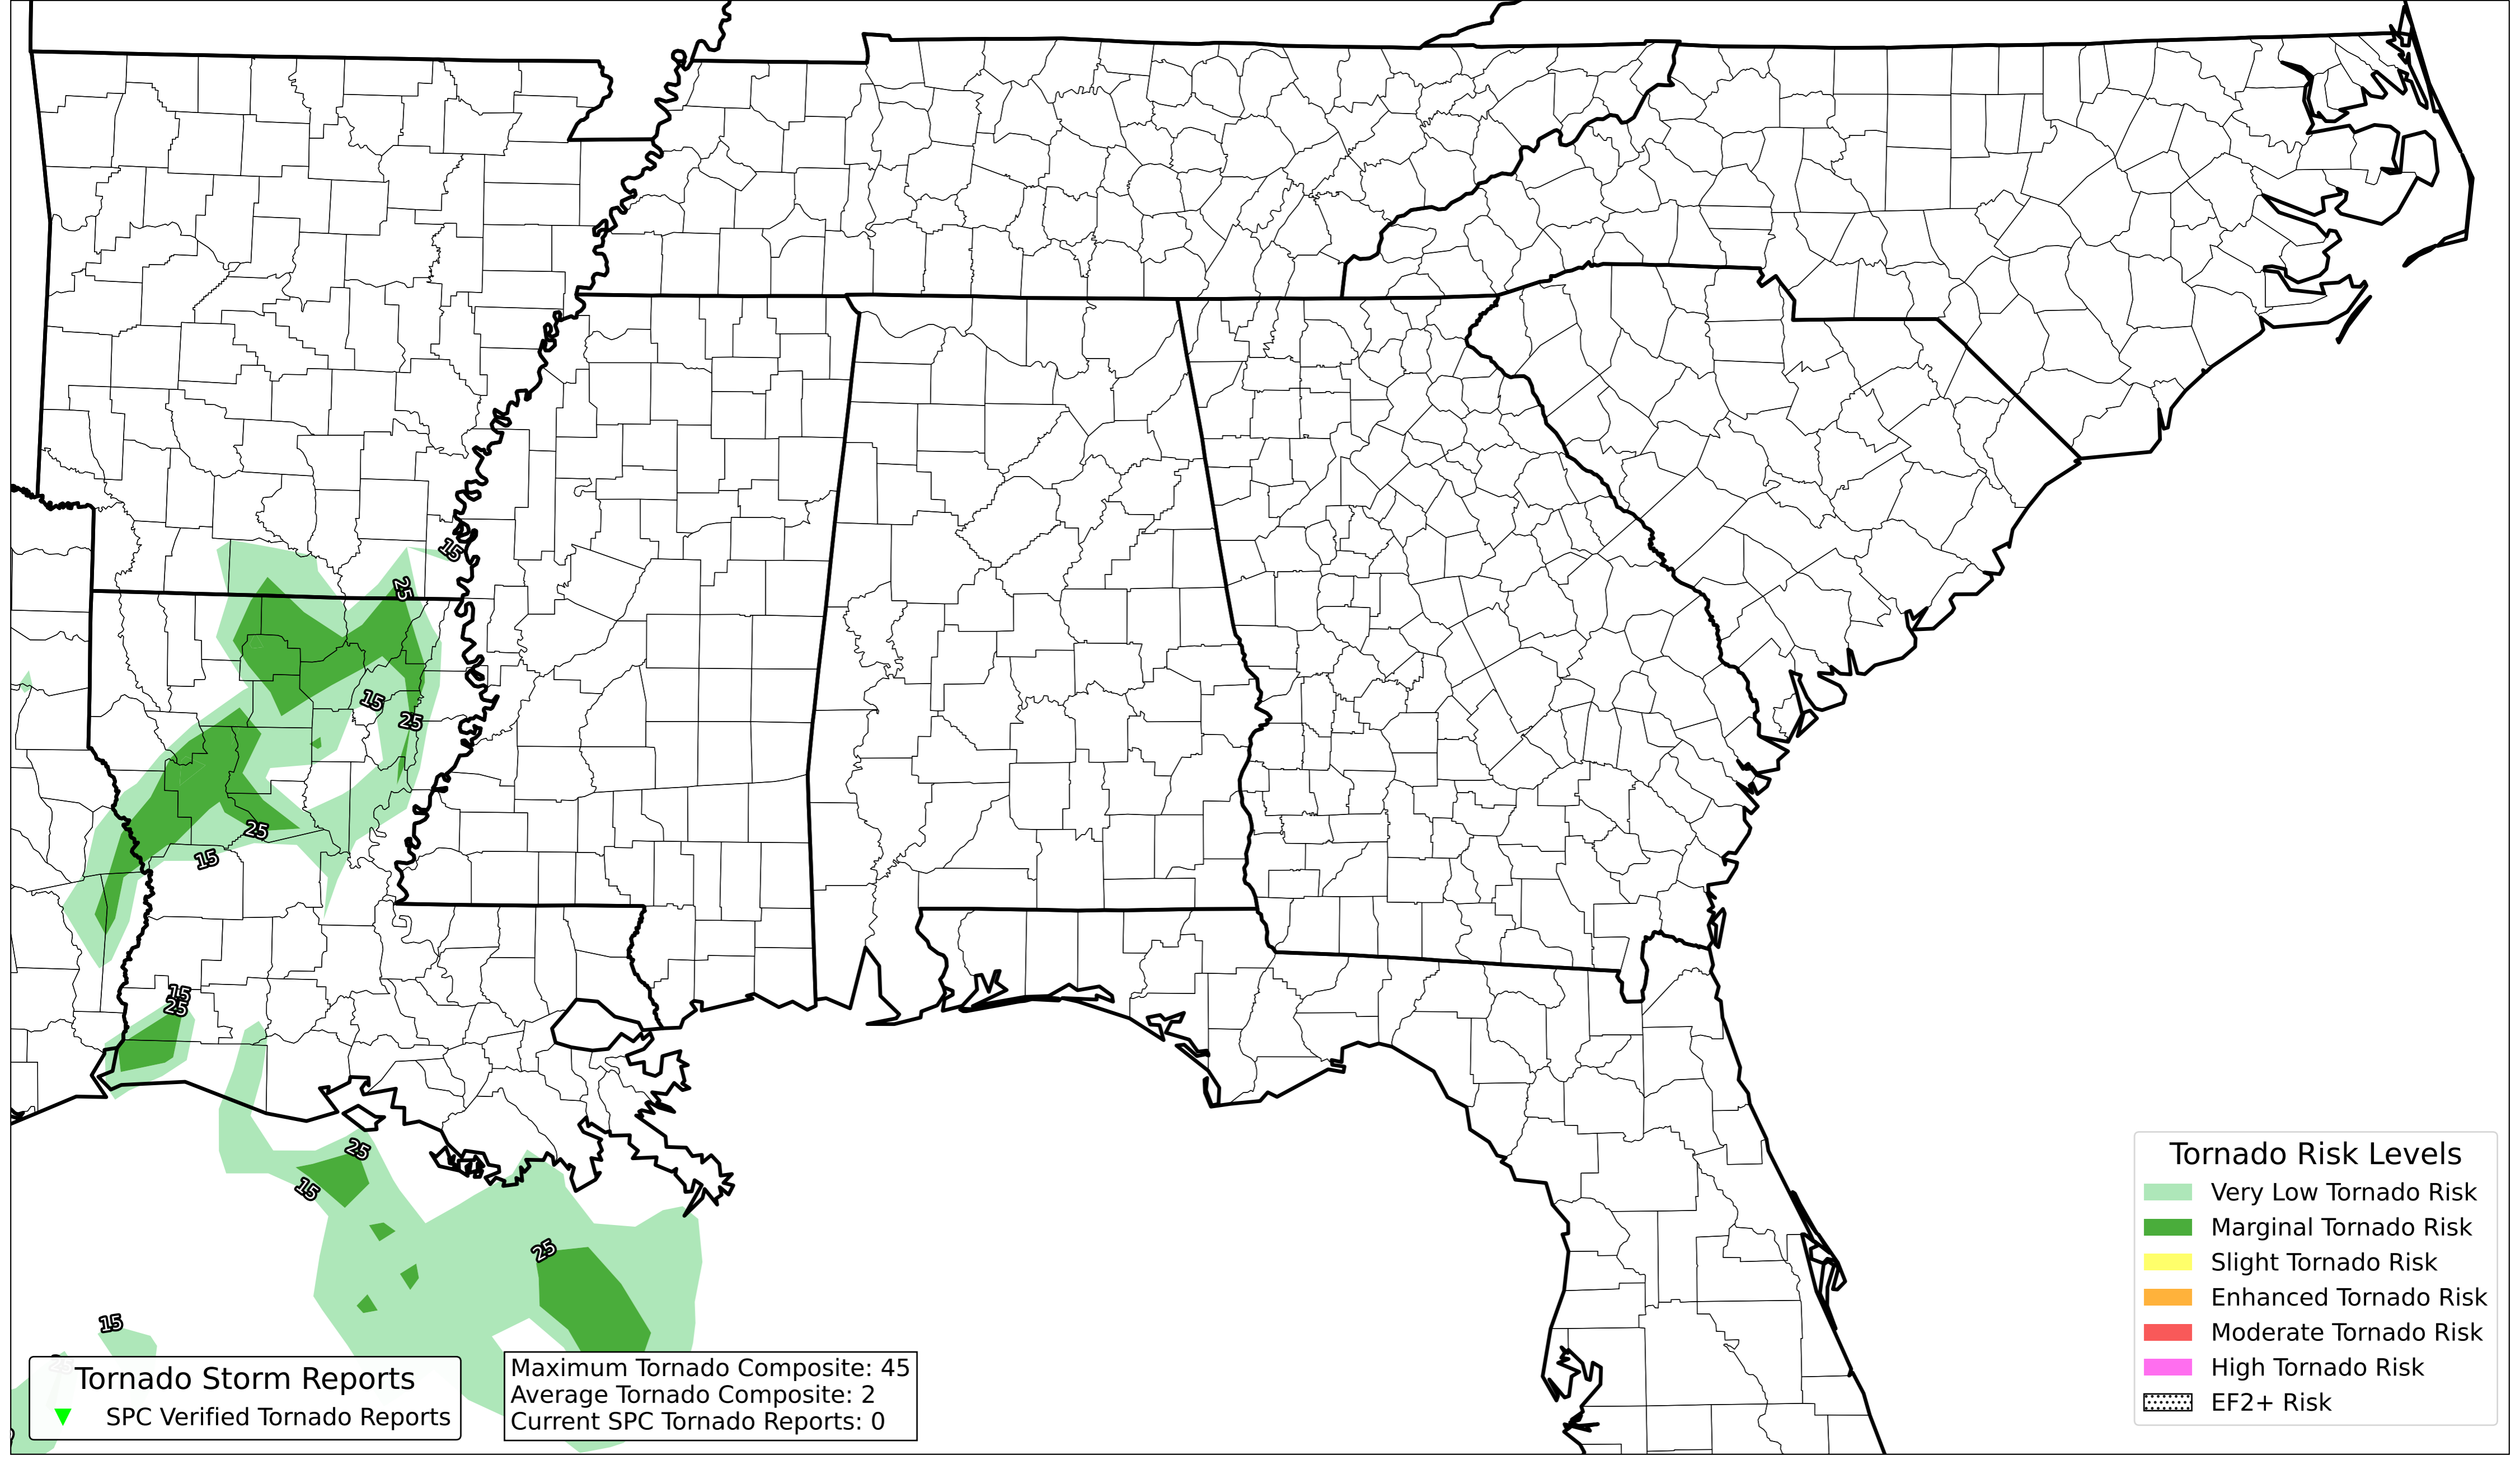 15
25
15
25
25
15
15
25
25
15
25
15
Tornado Storm Reports
SPC Verified Tornado Reports
Maximum Tornado Composite: 45
Average Tornado Composite: 2
Current SPC Tornado Reports: 0
Tornado Risk Levels
Very Low Tornado Risk
Marginal Tornado Risk
Slight Tornado Risk
Enhanced Tornado Risk
Moderate Tornado Risk
High Tornado Risk
EF2+ Risk